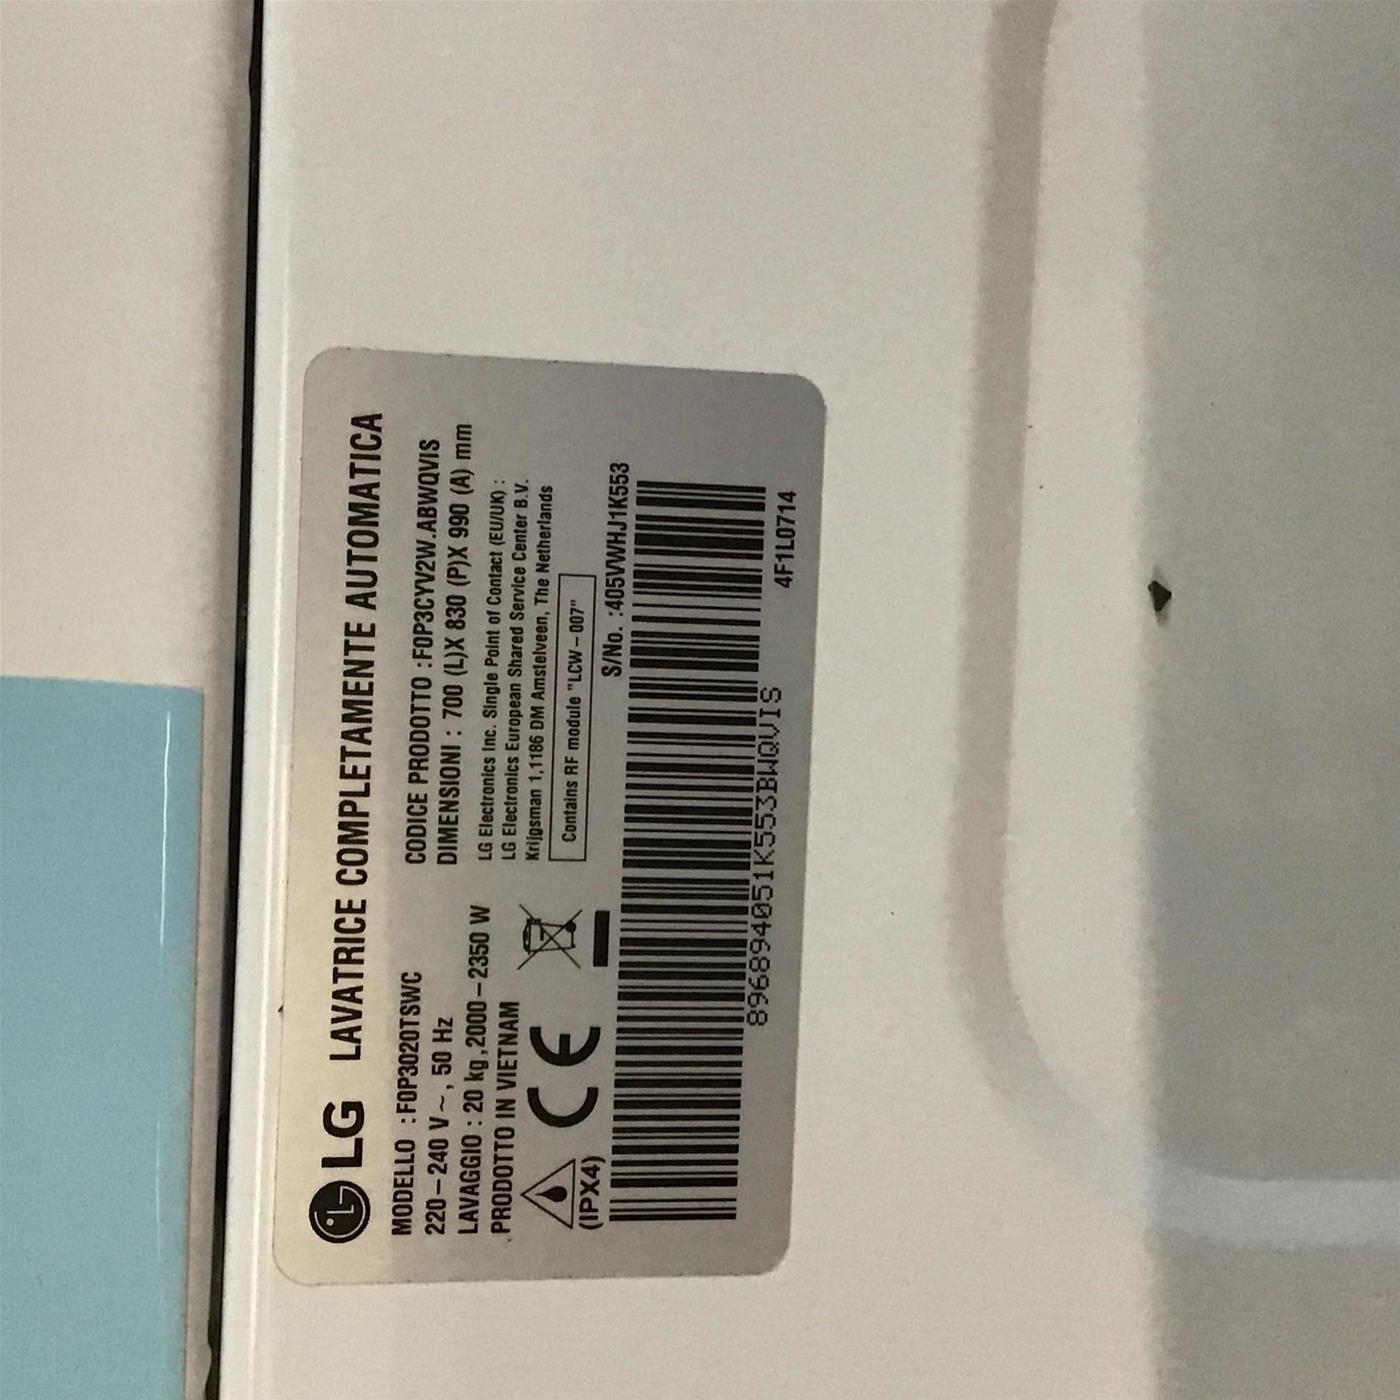 LG LAVATRICE COMPLETAMENTE AUTOMATICA
MODELLO : F0P3020TSWC
220-240 V~, 50 Hz
LAVAGGIO : 20 kg ,2000-2350 W
PRODOTTO IN VIETNAM
CODICE PRODOTTO :F0P3CYV2W.ABWQVIS
DIMENSIONI : 700 (L)X 830 (P)X 990 (A) mm
LG Electronics Inc. Single Point of Contact (EU/UK) :
LG Electronics European Shared Service Center B.V.
Krijgsman 1,1186 DM Amstelveen, The Netherlands
Contains RF module "LCW-007"
(IPX4)
CE
S/No. :405VWHJ1K553
896894051K553BWQVIS
4F1L0714